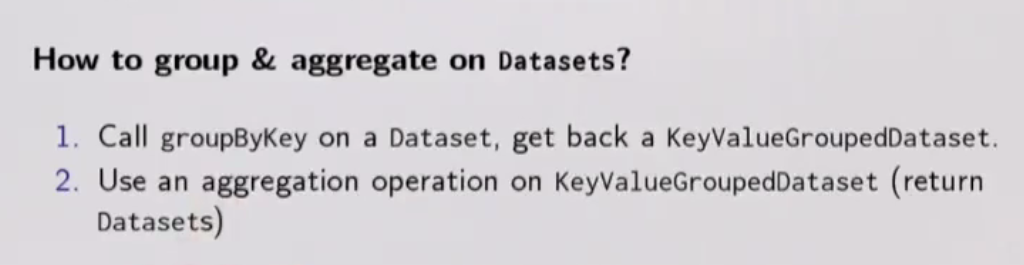 How to group & aggregate on Datasets?
1. Call groupByKey on a Dataset, get back a KeyValueGroupedDataset.
2. Use an aggregation operation on KeyValueGroupedDataset (return
Datasets)